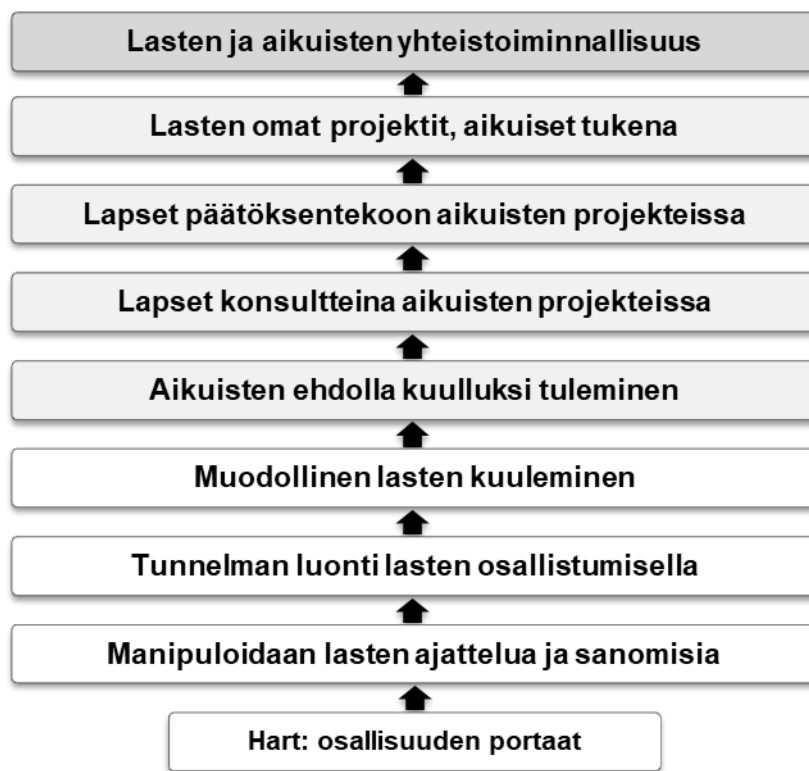 Lasten ja aikuisten yhteistoiminnallisuus
Lasten omat projektit, aikuiset tukena
Lapset päätöksentekoon aikuisten projekteissa
Lapset konsultteina aikuisten projekteissa
Aikuisten ehdolla kuulluksi tuleminen
Muodollinen lasten kuuleminen
Tunnelman luonti lasten osallistumisella
Manipuloidaan lasten ajattelua ja sanomisia
Hart: osallisuuden portaat